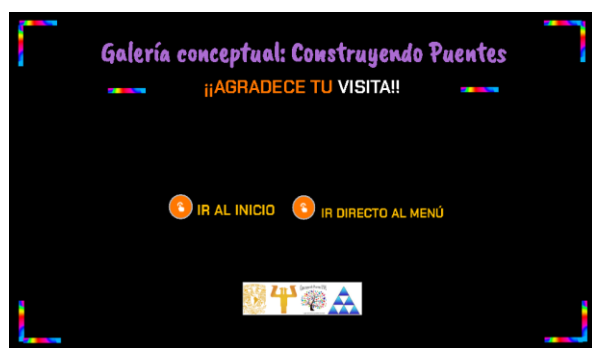 Galería conceptual: Construyendo Puentes
¡¡AGRADECE TU VISITA!!
IR AL INICIO
IR DIRECTO AL MENÚ